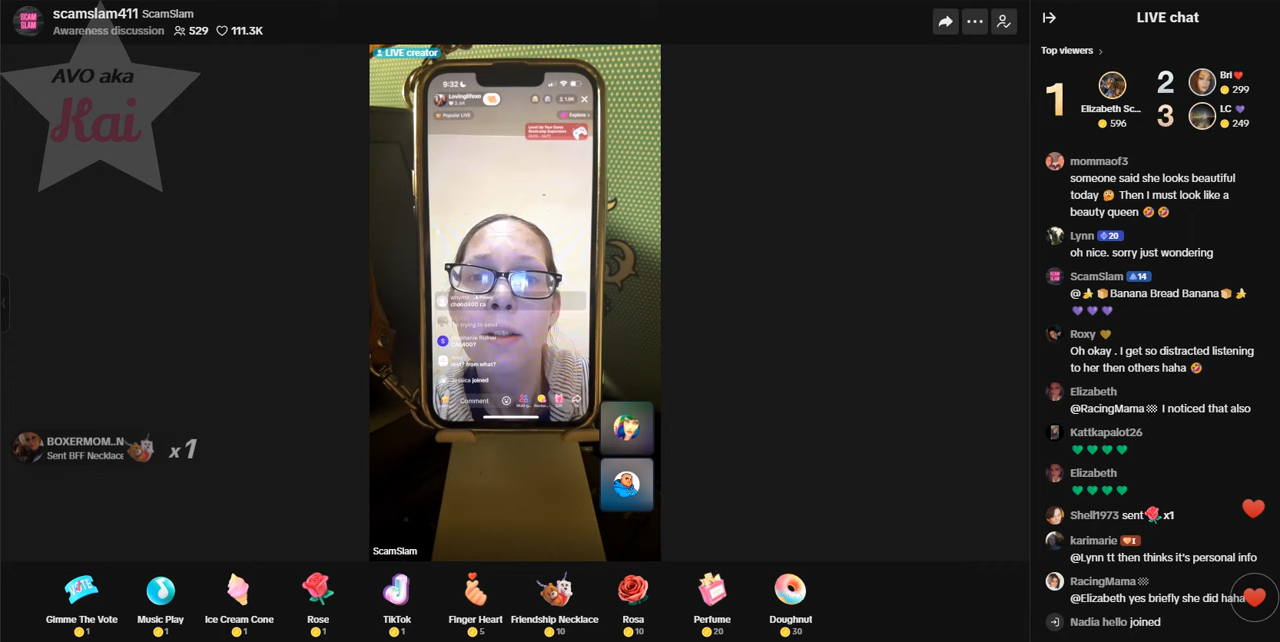 scamslam411 ScamSlam
Awareness discussion 529 111.3K
AVO aka
Kai
LIVE creator
9:32
Lovinglifexo
Popular LIVE
Explore
joined
Comment
ScamSlam
BOXERMOM..N
Sent BFF Necklace
x1
Gimme The Vote
1
Music Play
1
Ice Cream Cone
1
Rose
1
TikTok
1
Finger Heart
5
Friendship Necklace
10
Rosa
10
Perfume
20
Doughnut
30
LIVE chat
Top viewers
1
Elizabeth Sc...
596
2
Bri
299
3
LC
249
mommaof3
someone said she looks beautiful
today Then I must look like a
beauty queen
Lynn 20
oh nice. sorry just wondering
ScamSlam 14
@🍌🍞Banana Bread Banana🍞🍌
Roxy
Oh okay . I get so distracted listening
to her then others haha
Elizabeth
@RacingMama I noticed that also
Kattkapalot26
Elizabeth
Shell1973 sent x1
karimarie I
@Lynn tt then thinks it's personal info
RacingMama
@Elizabeth yes briefly she did haha
Nadia hello joined